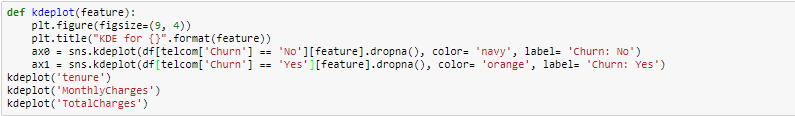 def kdeplot(feature):
    plt.figure(figsize=(9, 4))
    plt.title("KDE for {}".format(feature))
    ax0 = sns.kdeplot(df[telcom['Churn'] == 'No'][feature].dropna(), color= 'navy', label= 'Churn: No')
    ax1 = sns.kdeplot(df[telcom['Churn'] == 'Yes'][feature].dropna(), color= 'orange', label= 'Churn: Yes')
kdeplot('tenure')
kdeplot('MonthlyCharges')
kdeplot('TotalCharges')